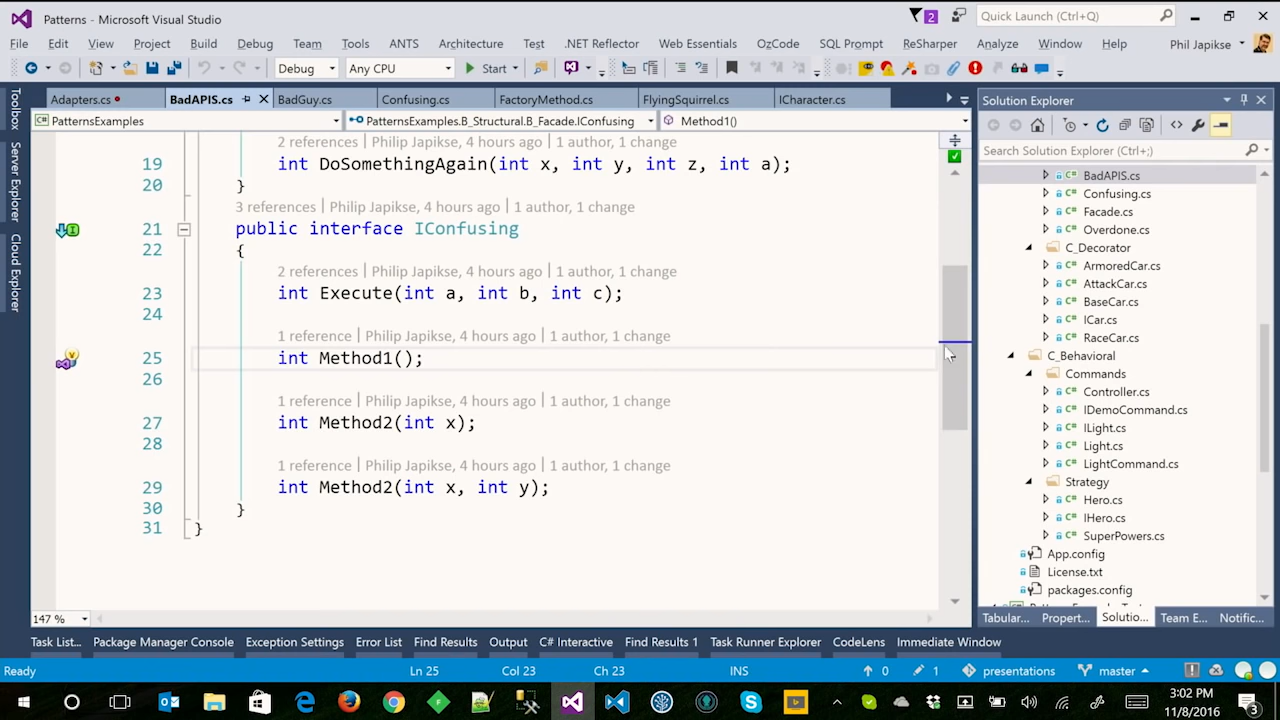 Patterns - Microsoft Visual Studio
2
Quick Launch (Ctrl+Q)
File Edit View Project Build Debug Team Tools ANTS Architecture Test .NET Reflector Web Essentials OzCode SQL Prompt ReSharper Analyze Window Help Phil Japikse
Debug Any CPU Start
Toolbox
Server Explorer
Cloud Explorer
Adapters.cs BadAPIS.cs BadGuy.cs Confusing.cs FactoryMethod.cs FlyingSquirrel.cs ICharacter.cs
PatternsExamples PatternsExamples.B_Structural.B_Facade.IConfusing Method1()
2 references | Philip Japikse, 4 hours ago | 1 author, 1 change
19 int DoSomethingAgain(int x, int y, int z, int a);
20 }
3 references | Philip Japikse, 4 hours ago | 1 author, 1 change
21 public interface IConfusing
22 {
2 references | Philip Japikse, 4 hours ago | 1 author, 1 change
23 int Execute(int a, int b, int c);
24
1 reference | Philip Japikse, 4 hours ago | 1 author, 1 change
25 int Method1();
26
1 reference | Philip Japikse, 4 hours ago | 1 author, 1 change
27 int Method2(int x);
28
1 reference | Philip Japikse, 4 hours ago | 1 author, 1 change
29 int Method2(int x, int y);
30 }
31 }
147 %
Solution Explorer
Search Solution Explorer (Ctrl+;)
C# BadAPIS.cs
C# Confusing.cs
C# Facade.cs
C# Overdone.cs
C_Decorator
C# ArmoredCar.cs
C# AttackCar.cs
C# BaseCar.cs
C# ICar.cs
C# RaceCar.cs
C_Behavioral
Commands
C# Controller.cs
C# IDemoCommand.cs
C# ILight.cs
C# Light.cs
C# LightCommand.cs
Strategy
C# Hero.cs
C# IHero.cs
C# SuperPowers.cs
App.config
License.txt
packages.config
Tabular... Propert... Solutio... Team E... Notific...
Task List... Package Manager Console Exception Settings Error List Find Results Output C# Interactive Find Results 1 Task Runner Explorer CodeLens Immediate Window
Ready Ln 25 Col 23 Ch 23 INS 0 1 presentations master
3:02 PM
11/8/2016
3